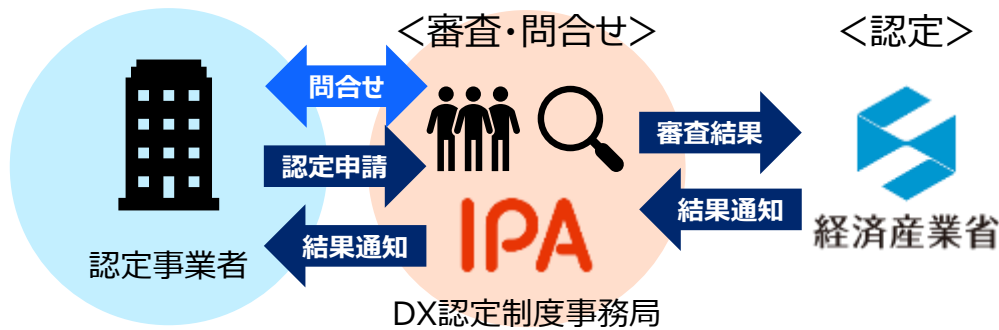 <審査・問合せ>
<認定>
問合せ
審査結果
認定申請
結果通知
結果通知
IPA
経済産業省
認定事業者
DX認定制度事務局